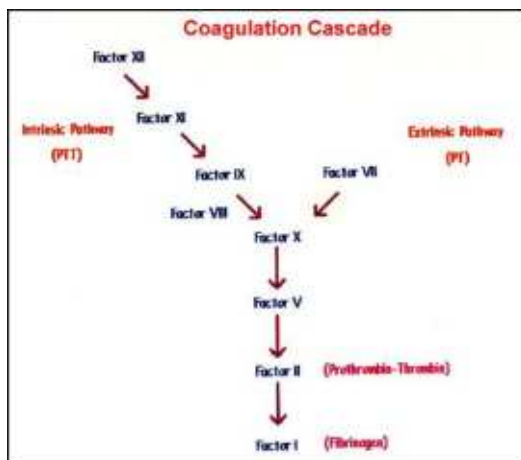 Coagulation Cascade
Factor XII
Factor XI
Intrinsic Pathway
(PTT)
Extrinsic Pathway
(PT)
Factor IX
Factor VII
Factor VIII
Factor X
Factor V
Factor II (Prothrombin-Thrombin)
Factor I (Fibrinogen)